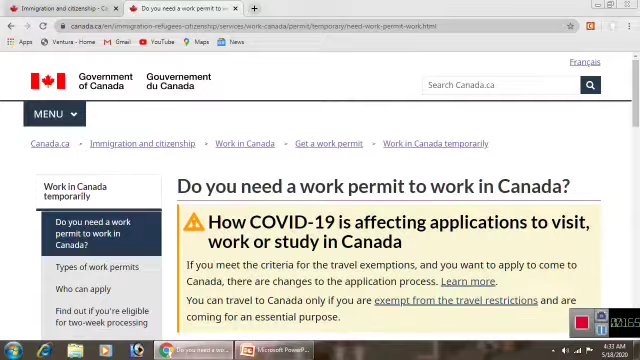 Immigration and citizenship - C
Do you need a work permit to w
canada.ca/en/immigration-refugees-citizenship/services/work-canada/permit/temporary/need-work-permit-work.html
Apps
Ventura - Home
Gmail
YouTube
Maps
News
Français
Government of Canada
Gouvernement du Canada
Search Canada.ca
MENU
Canada.ca
Immigration and citizenship
Work in Canada
Get a work permit
Work in Canada temporarily
Work in Canada
temporarily
Do you need a work
permit to work in
Canada?
Types of work permits
Who can apply
Find out if you're eligible
for two-week processing
Do you need a work permit to work in Canada?
How COVID-19 is affecting applications to visit,
work or study in Canada
If you meet the criteria for the travel exemptions, and you want to apply to come to
Canada, there are changes to the application process. Learn more.
You can travel to Canada only if you are exempt from the travel restrictions and are
coming for an essential purpose.
Do you need a wo...
Microsoft PowerP...
4:33 AM
5/18/2020